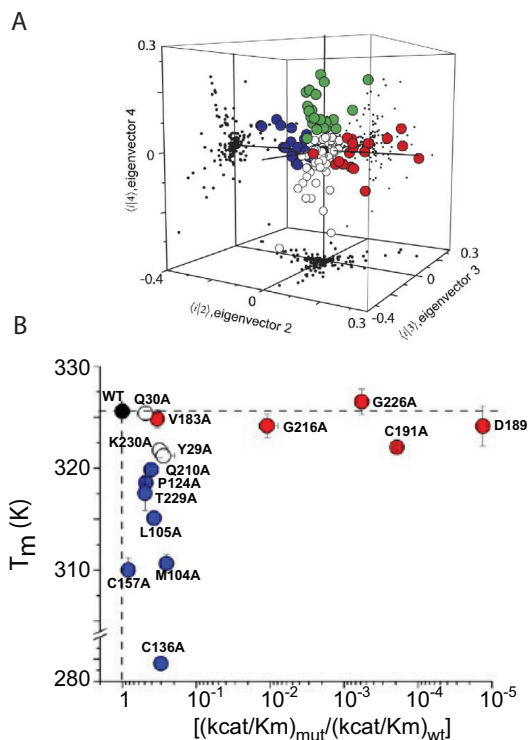 A
0.3
0
-0.4
0
0.3
-0.4
0
0.3
⟨i|4⟩,eigenvector 4
⟨i|2⟩,eigenvector 2
⟨i|3⟩,eigenvector 3
B
330
320
310
280
Tm (K)
WT
Q30A
V183A
K230A
Y29A
Q210A
P124A
T229A
L105A
M104A
C157A
C136A
G226A
G216A
C191A
D189
1
10-1
10-2
10-3
10-4
10-5
[(kcat/Km)mut/(kcat/Km)wt]